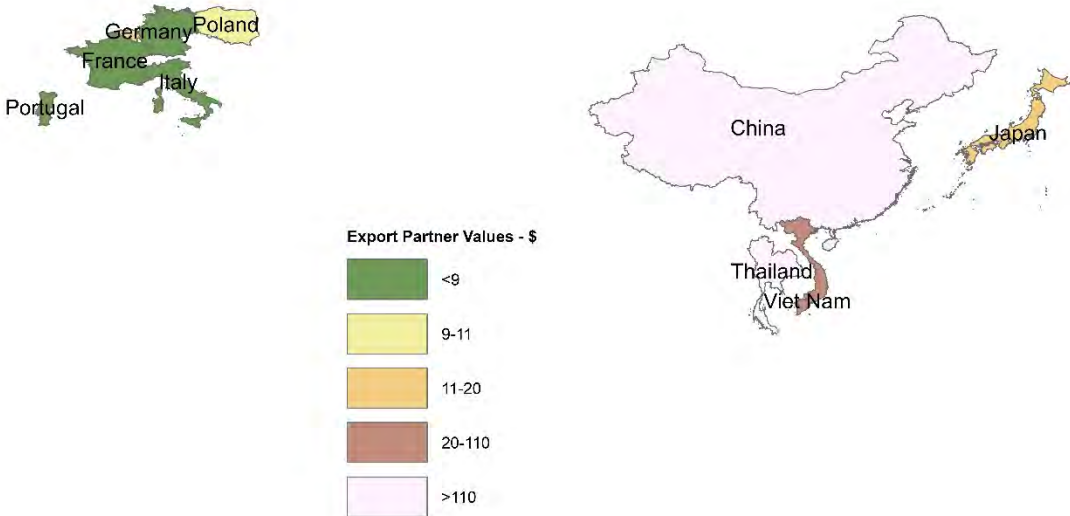 Germany
Poland
France
Italy
Portugal
China
Japan
Thailand
Viet Nam
Export Partner Values - $
<9
9-11
11-20
20-110
>110